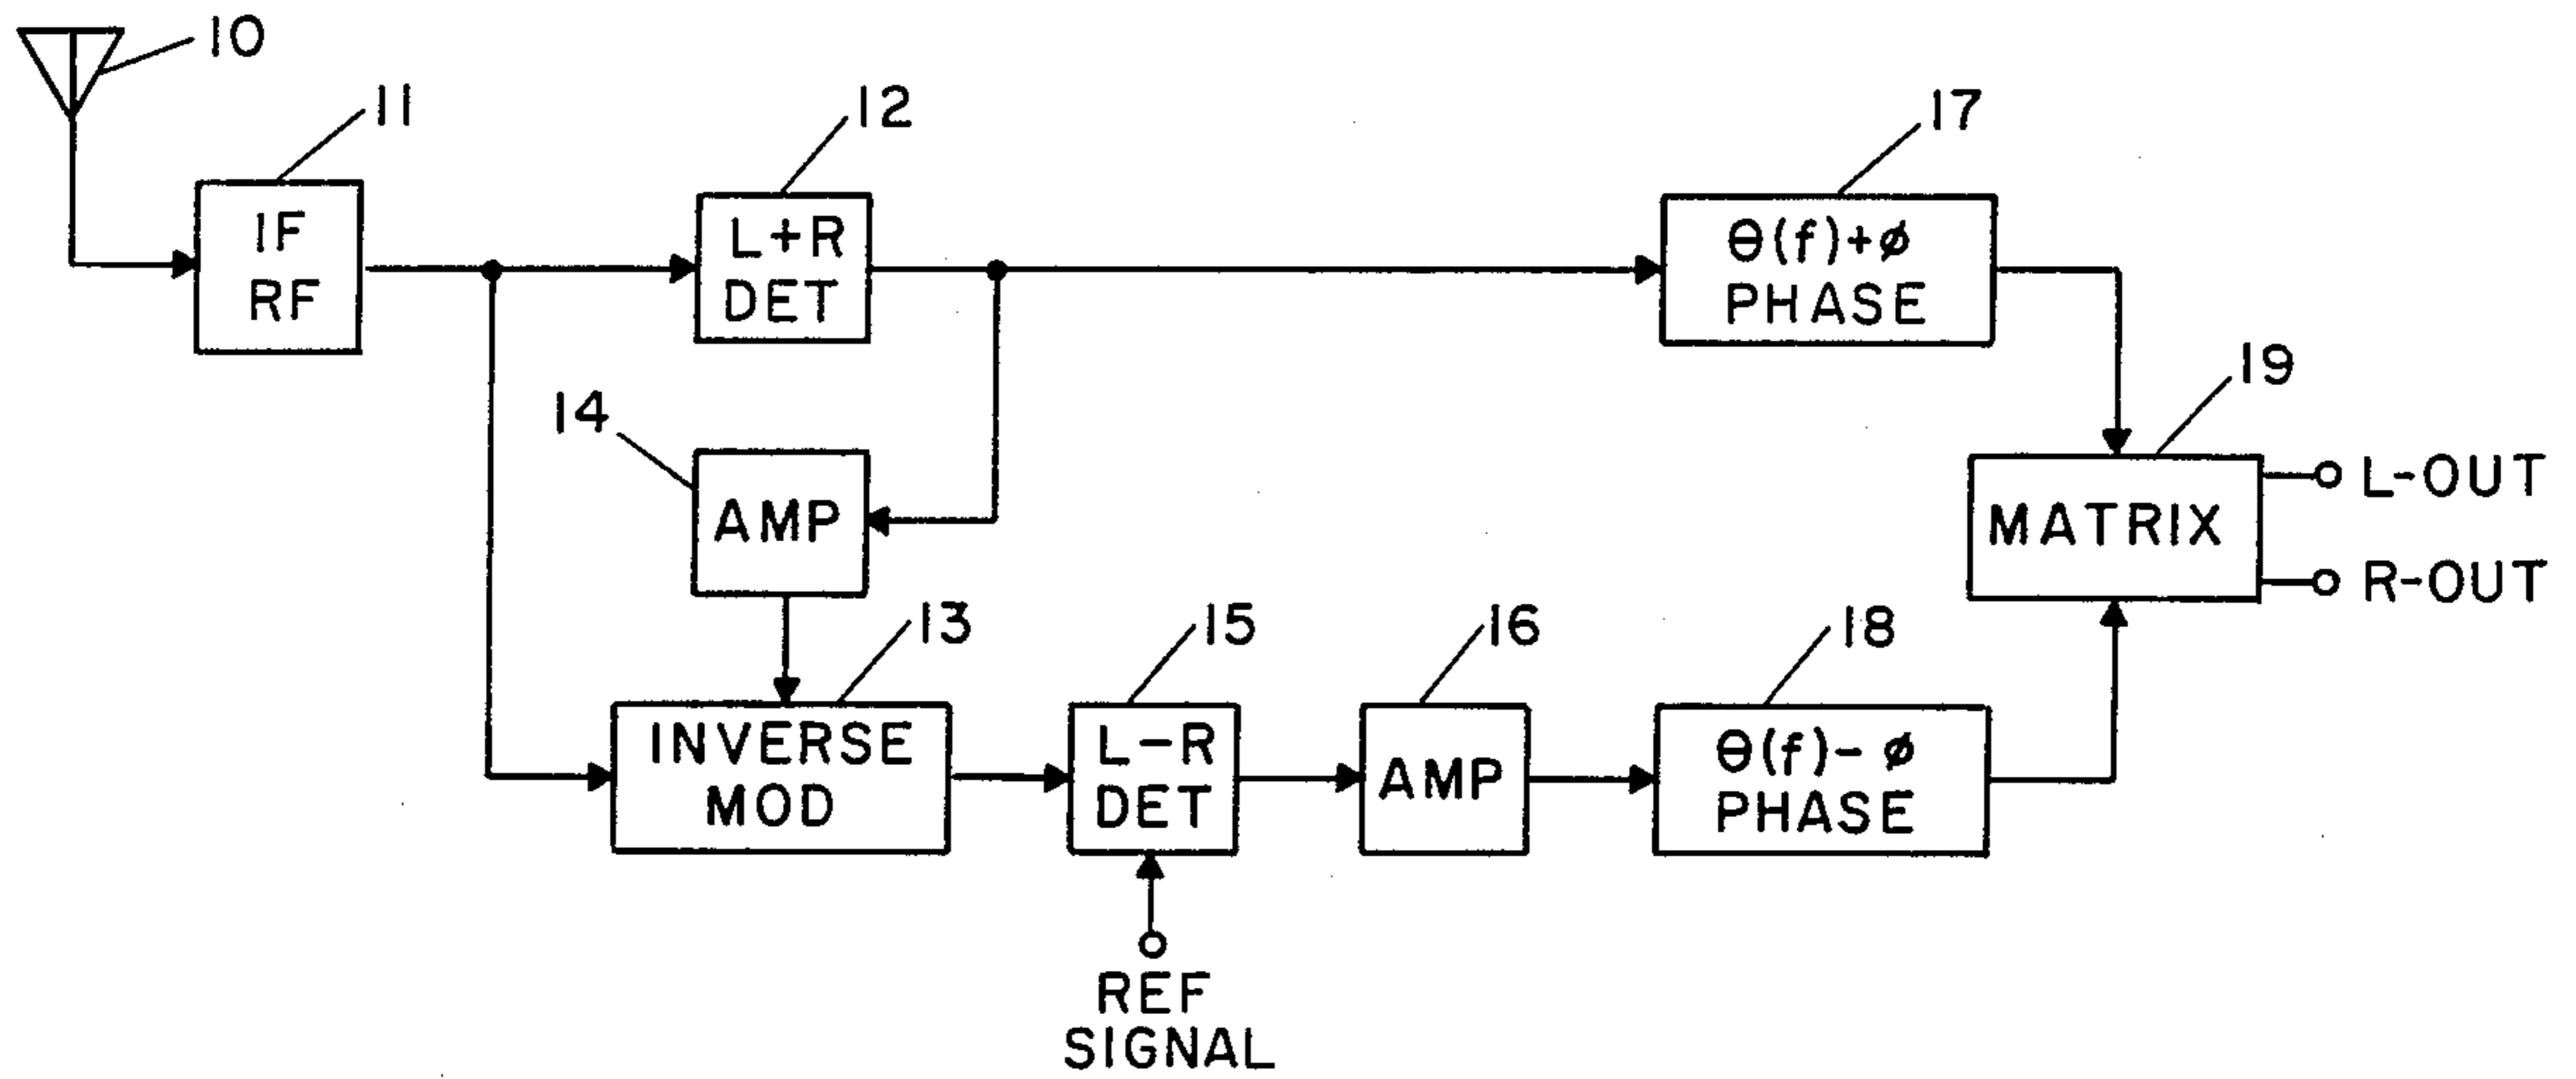 10
11
12
17
IF
RF
L+R
DET
θ(f)+ø
PHASE
14
19
AMP
MATRIX
L-OUT
R-OUT
13
15
16
18
INVERSE
MOD
L-R
DET
AMP
θ(f)- ø
PHASE
REF
SIGNAL